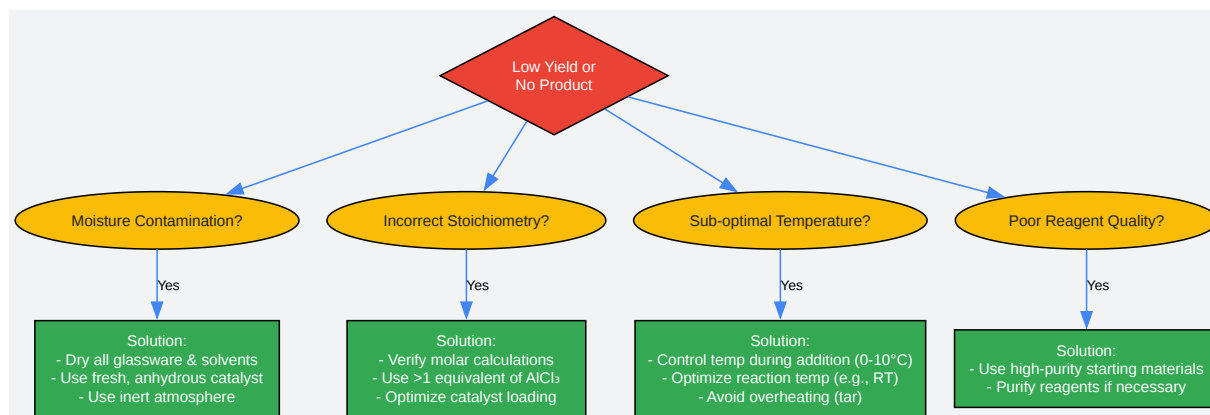 Low Yield or
No Product
Moisture Contamination?
Incorrect Stoichiometry?
Sub-optimal Temperature?
Poor Reagent Quality?
Yes
Yes
Yes
Yes
Solution:
- Dry all glassware & solvents
- Use fresh, anhydrous catalyst
- Use inert atmosphere
Solution:
- Verify molar calculations
- Use >1 equivalent of AlCl₃
- Optimize catalyst loading
Solution:
- Control temp during addition (0-10°C)
- Optimize reaction temp (e.g., RT)
- Avoid overheating (tar)
Solution:
- Use high-purity starting materials
- Purify reagents if necessary